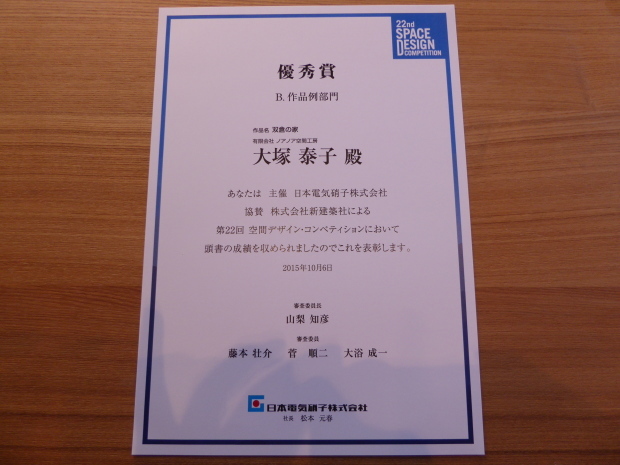 22nd
SPACE
DESIGN
COMPETITION
優秀賞
B. 作品例部門
作品名 双鹿の家
有限会社 ノアノア空間工房
大塚 泰子 殿
あなたは 主催 日本電気硝子株式会社
協賛 株式会社新建築社による
第22回 空間デザイン・コンペティションにおいて
頭書の成績を収められましたのでこれを表彰します。
2015年10月6日
審査委員長
山梨 知彦
審査委員
藤本 壮介 菅 順二 大浴 成一
日本電気硝子株式会社
社長 松本 元春